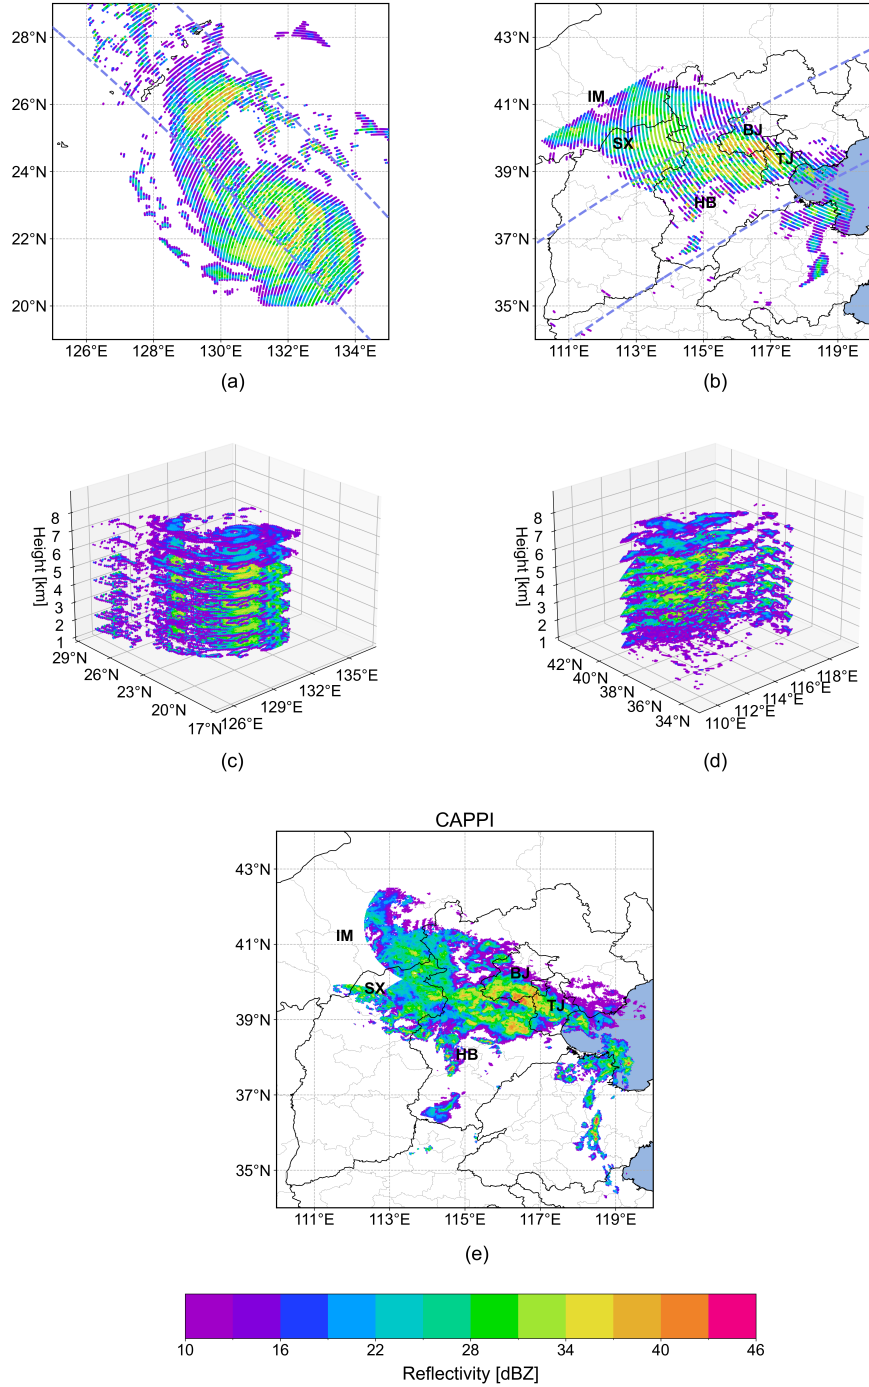 28°N
26°N
24°N
22°N
20°N
126°E 128°E 130°E 132°E 134°E
(a)
43°N
41°N
39°N
37°N
35°N
IM
SX
BJ
TJ
HB
111°E 113°E 115°E 117°E 119°E
(b)
Height [km]
8
7
6
5
4
3
2
1
29°N
26°N
23°N
20°N
17°N
126°E
129°E
132°E
135°E
(c)
Height [km]
8
7
6
5
4
3
2
1
42°N
40°N
38°N
36°N
34°N
110°E
112°E
114°E
116°E
118°E
(d)
CAPPI
43°N
41°N
39°N
37°N
35°N
IM
SX
BJ
TJ
HB
111°E 113°E 115°E 117°E 119°E
(e)
10 16 22 28 34 40 46
Reflectivity [dBZ]